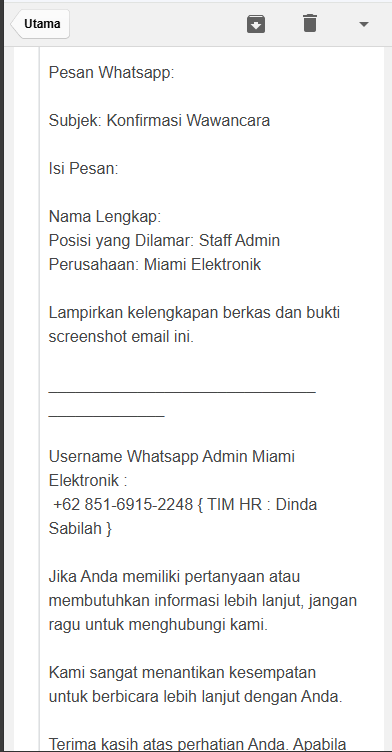 Utama
Pesan Whatsapp:
Subjek: Konfirmasi Wawancara
Isi Pesan:
Nama Lengkap:
Posisi yang Dilamar: Staff Admin
Perusahaan: Miami Elektronik
Lampirkan kelengkapan berkas dan bukti
screenshot email ini.
______________________________
_____________
Username Whatsapp Admin Miami
Elektronik :
+62 851-6915-2248 { TIM HR : Dinda
Sabilah }
Jika Anda memiliki pertanyaan atau
membutuhkan informasi lebih lanjut, jangan
ragu untuk menghubungi kami.
Kami sangat menantikan kesempatan
untuk berbicara lebih lanjut dengan Anda.
Terima kasih atas perhatian Anda. Apabila